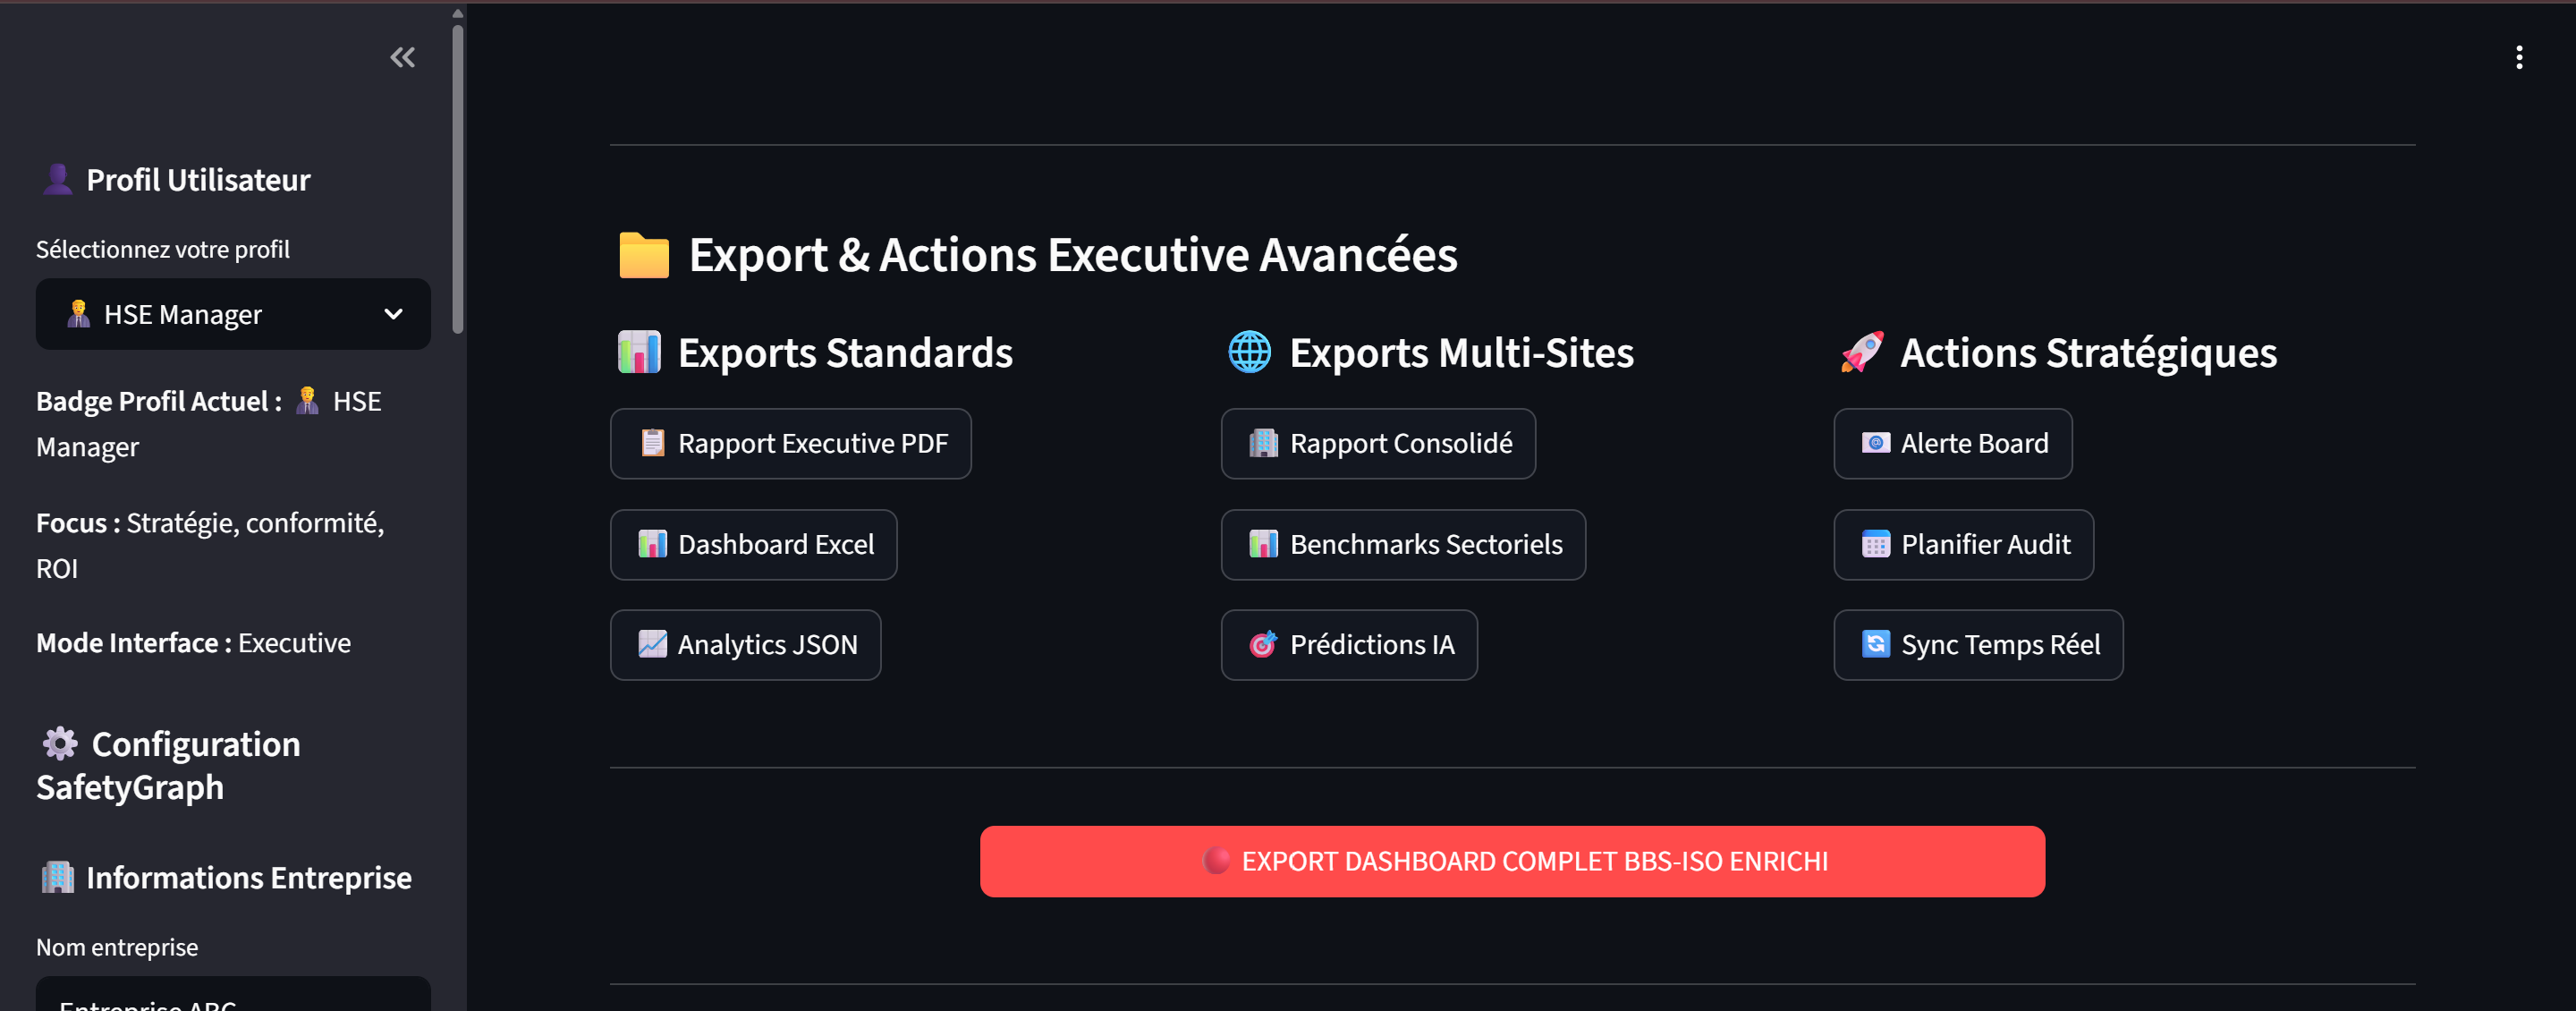 Profil Utilisateur
Sélectionnez votre profil
HSE Manager
Badge Profil Actuel : HSE
Manager
Focus : Stratégie, conformité,
ROI
Mode Interface : Executive
Configuration
SafetyGraph
Informations Entreprise
Nom entreprise
Entreprise ABC
Export & Actions Executive Avancées
Exports Standards
Rapport Executive PDF
Dashboard Excel
Analytics JSON
Exports Multi-Sites
Rapport Consolidé
Benchmarks Sectoriels
Prédictions IA
Actions Stratégiques
Alerte Board
Planifier Audit
Sync Temps Réel
EXPORT DASHBOARD COMPLET BBS-ISO ENRICHI